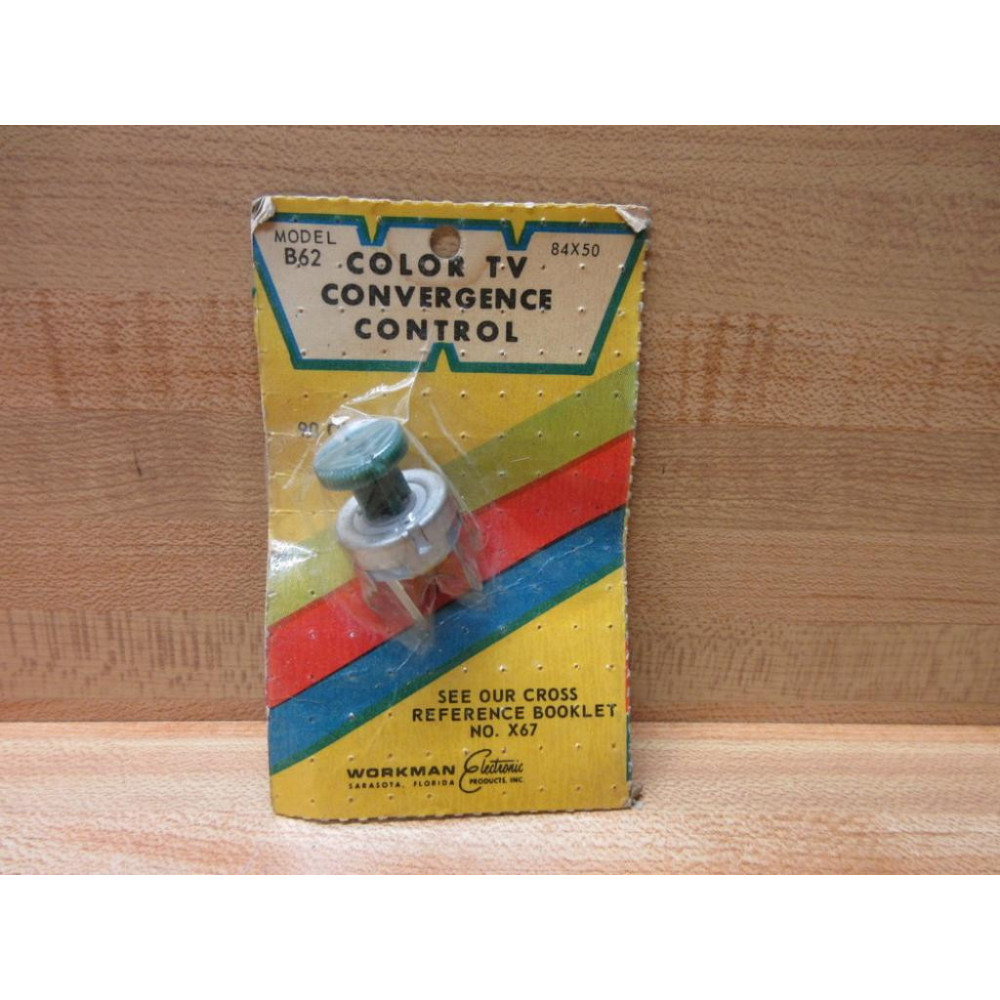 MODEL
B62
84X50
COLOR TV
CONVERGENCE
CONTROL
90
SEE OUR CROSS
REFERENCE BOOKLET
NO. X67
WORKMAN Electronic
SARASOTA, FLORIDA PRODUCTS, INC.